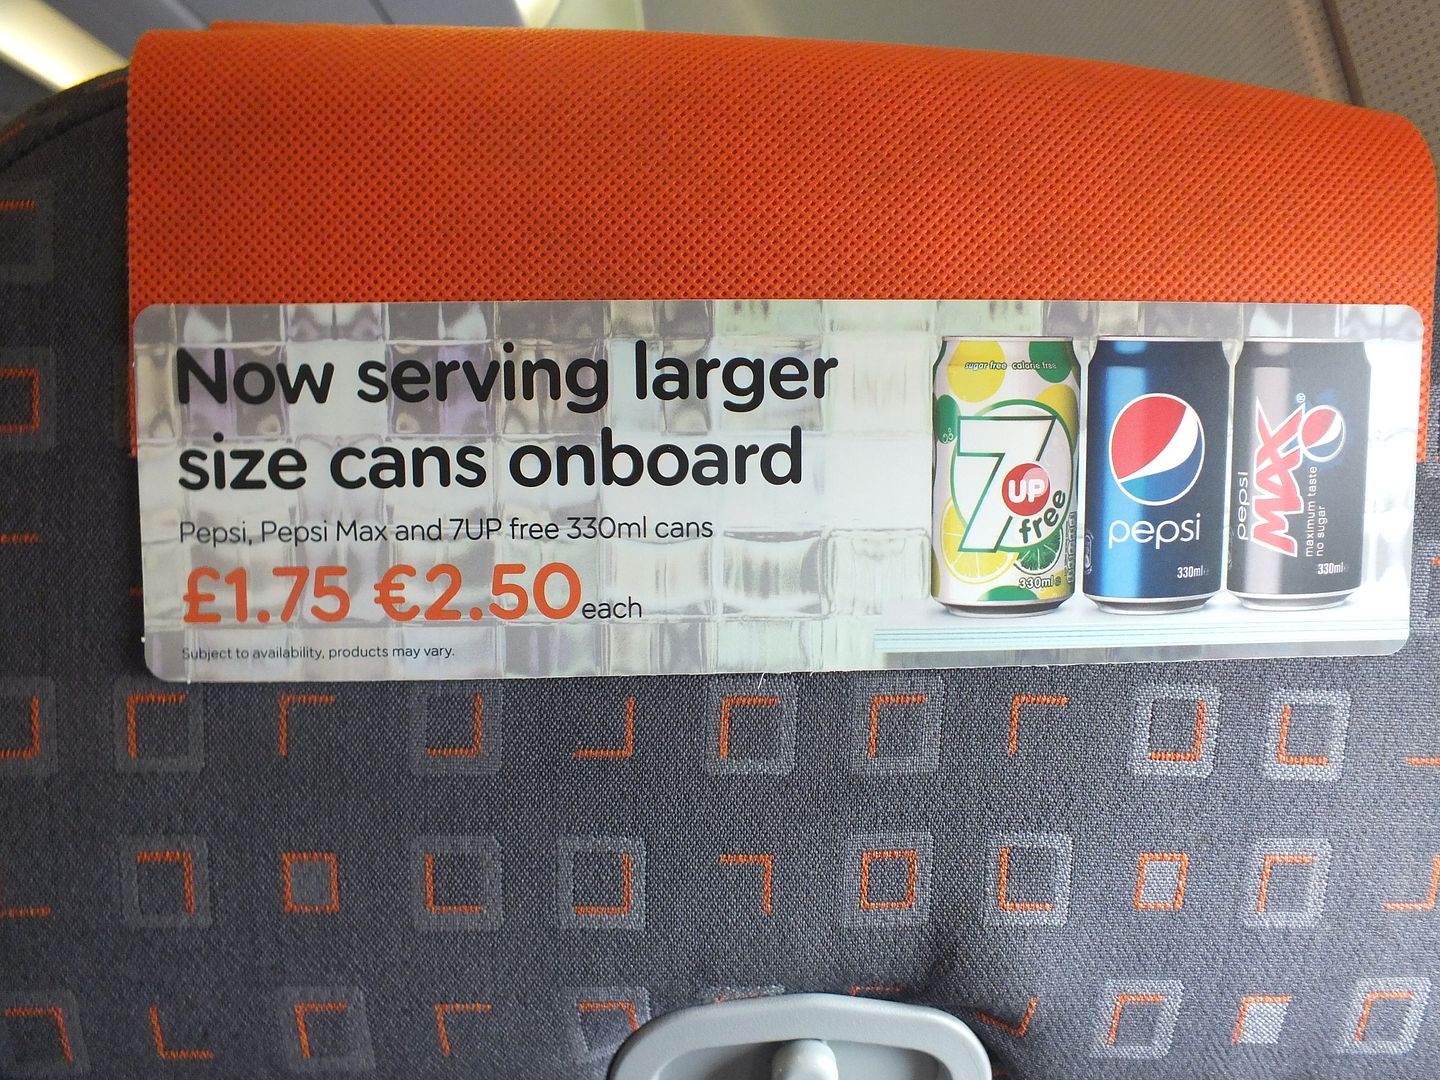 Now serving larger
size cans onboard
Pepsi, Pepsi Max and 7UP free 330ml cans
£1.75 €2.50 each
Subject to availability, products may vary.
sugar free calorie free
7
UP
free
330ml e
pepsi
330ml e
pepsi
MAX®
maximum taste
no sugar
330ml e